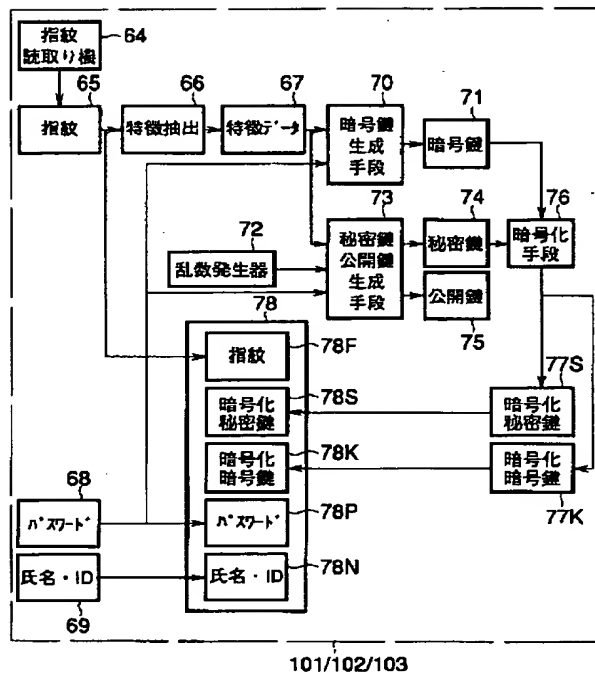 指紋
読取り機
64
65
66
67
70
71
指紋
特徴抽出
特徴データ
暗号鍵
生成
手段
暗号鍵
72
73
74
76
乱数発生器
秘密鍵
公開鍵
生成
手段
秘密鍵
暗号化
手段
公開鍵
75
78
指紋
78F
暗号化
秘密鍵
78S
77S
暗号化
秘密鍵
暗号化
暗号鍵
78K
暗号化
暗号鍵
77K
68
パスワード
パスワード
78P
氏名・ID
69
氏名・ID
78N
101/102/103